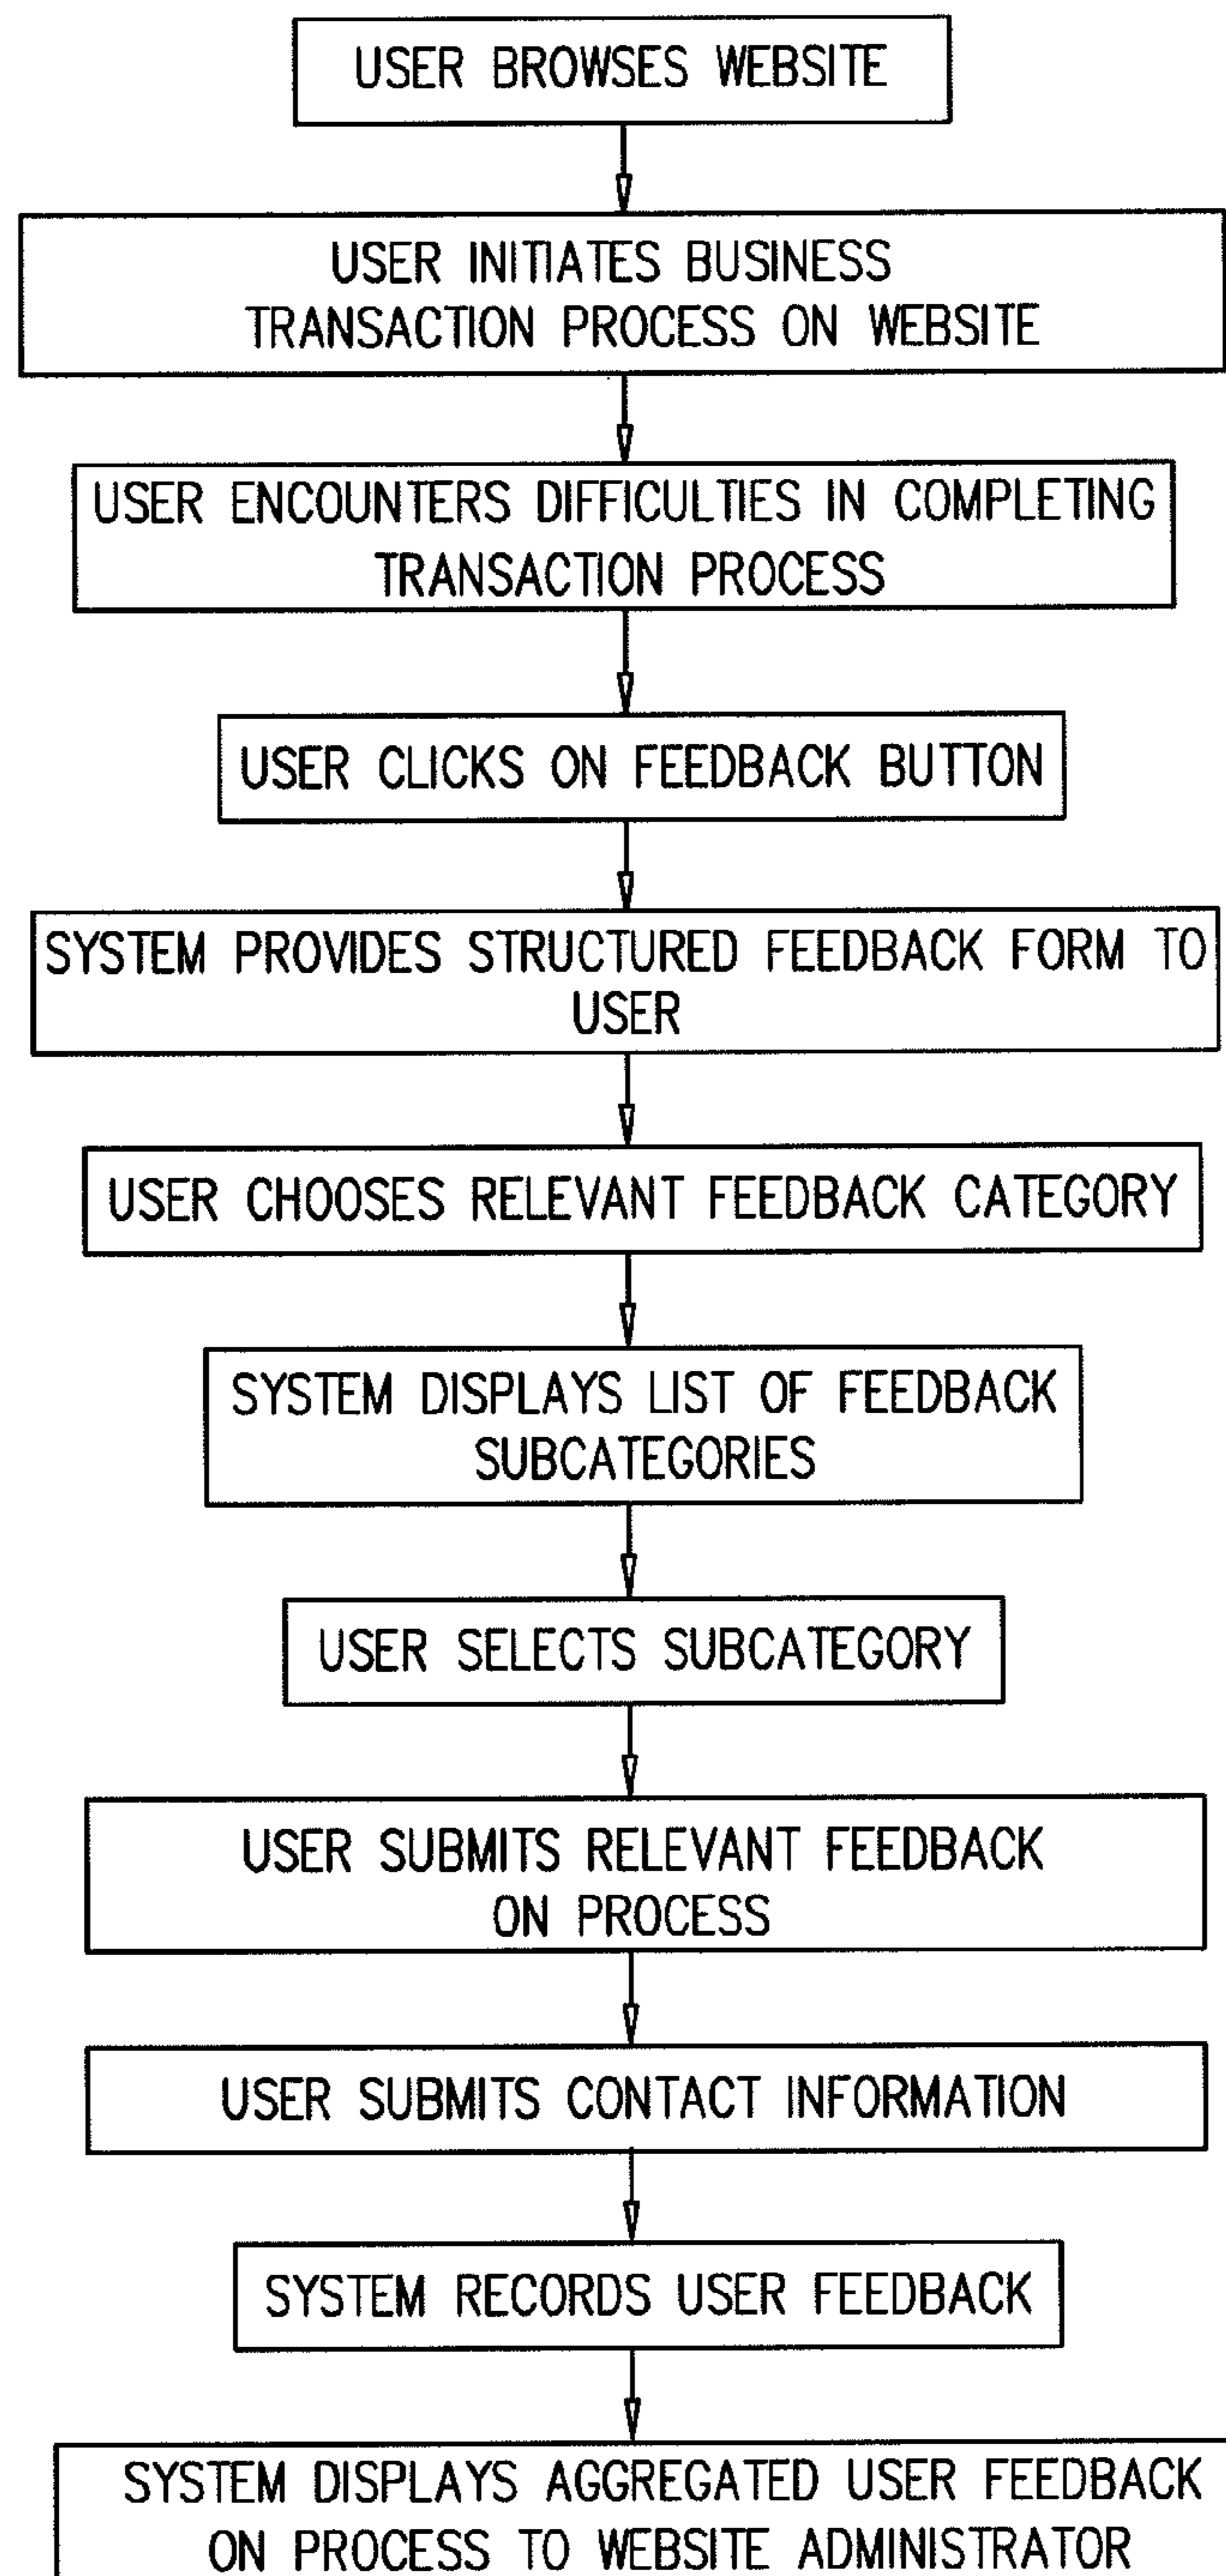 USER BROWSES WEBSITE
USER INITIATES BUSINESS
TRANSACTION PROCESS ON WEBSITE
USER ENCOUNTERS DIFFICULTIES IN COMPLETING
TRANSACTION PROCESS
USER CLICKS ON FEEDBACK BUTTON
SYSTEM PROVIDES STRUCTURED FEEDBACK FORM TO
USER
USER CHOOSES RELEVANT FEEDBACK CATEGORY
SYSTEM DISPLAYS LIST OF FEEDBACK
SUBCATEGORIES
USER SELECTS SUBCATEGORY
USER SUBMITS RELEVANT FEEDBACK
ON PROCESS
USER SUBMITS CONTACT INFORMATION
SYSTEM RECORDS USER FEEDBACK
SYSTEM DISPLAYS AGGREGATED USER FEEDBACK
ON PROCESS TO WEBSITE ADMINISTRATOR